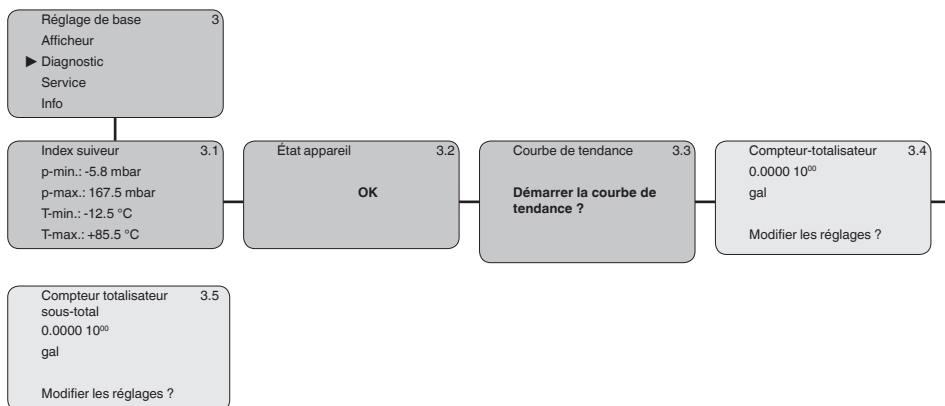 Réglage de base 3
Afficheur
▶ Diagnostic
Service
Info
Index suiveur 3.1
p-min.: -5.8 mbar
p-max.: 167.5 mbar
T-min.: -12.5 °C
T-max.: +85.5 °C
État appareil 3.2
OK
Courbe de tendance 3.3
Démarrer la courbe de
tendance ?
Compteur-totalisateur 3.4
0.0000 10⁰⁰
gal
Modifier les réglages ?
Compteur totalisateur 3.5
sous-total
0.0000 10⁰⁰
gal
Modifier les réglages ?